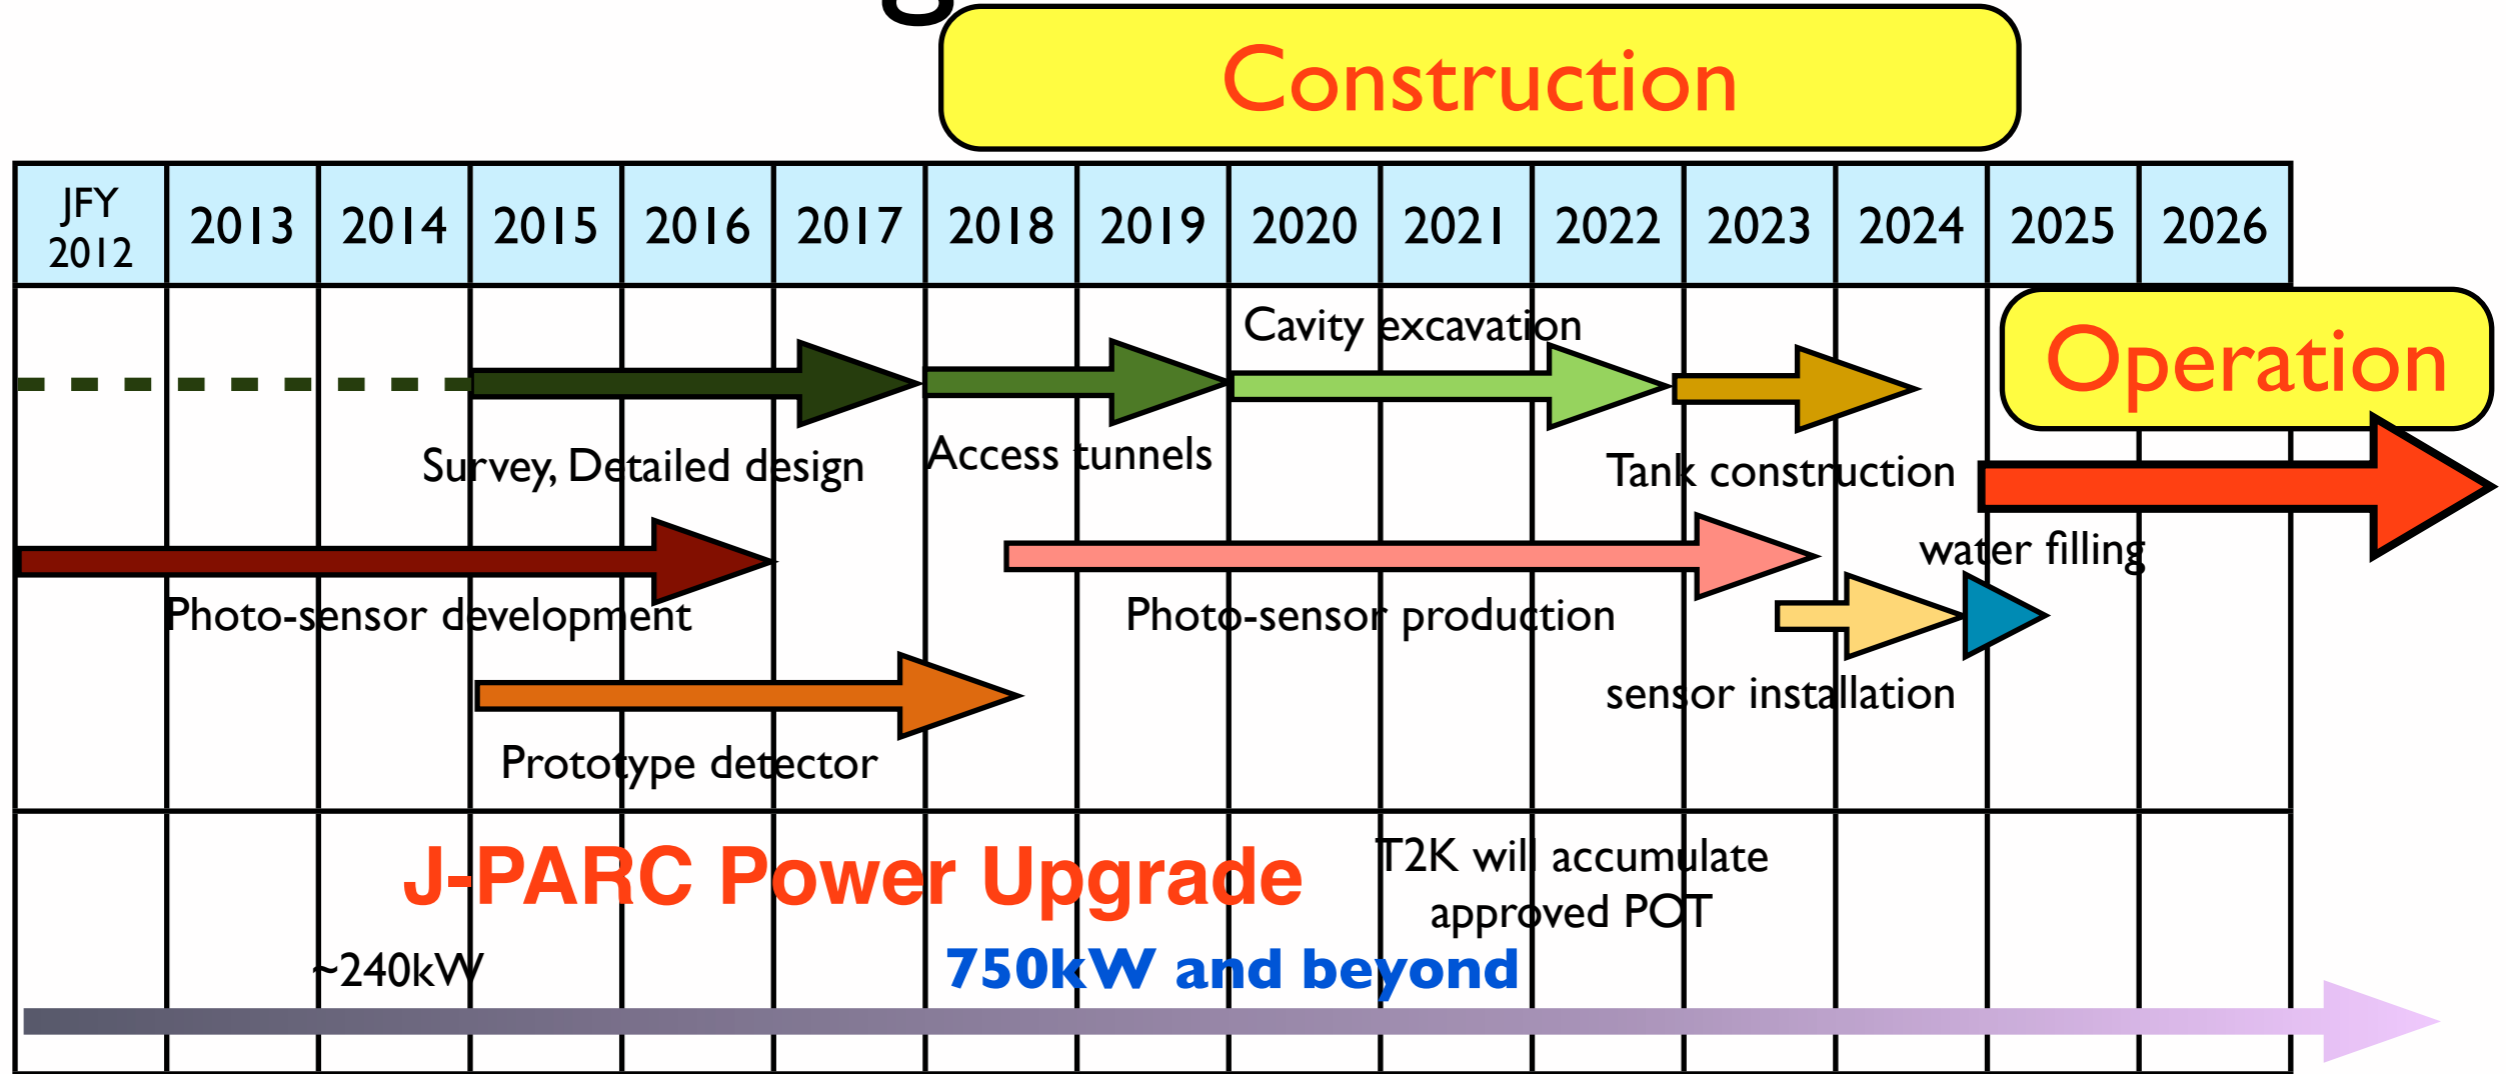 Construction
JFY
2012
2013
2014
2015
2016
2017
2018
2019
2020
2021
2022
2023
2024
2025
2026
Cavity excavation
Operation
Survey, Detailed design
Access tunnels
Tank construction
water filling
Photo-sensor development
Photo-sensor production
sensor installation
Prototype detector
J-PARC Power Upgrade
T2K will accumulate
approved POT
~240kW
750kW and beyond